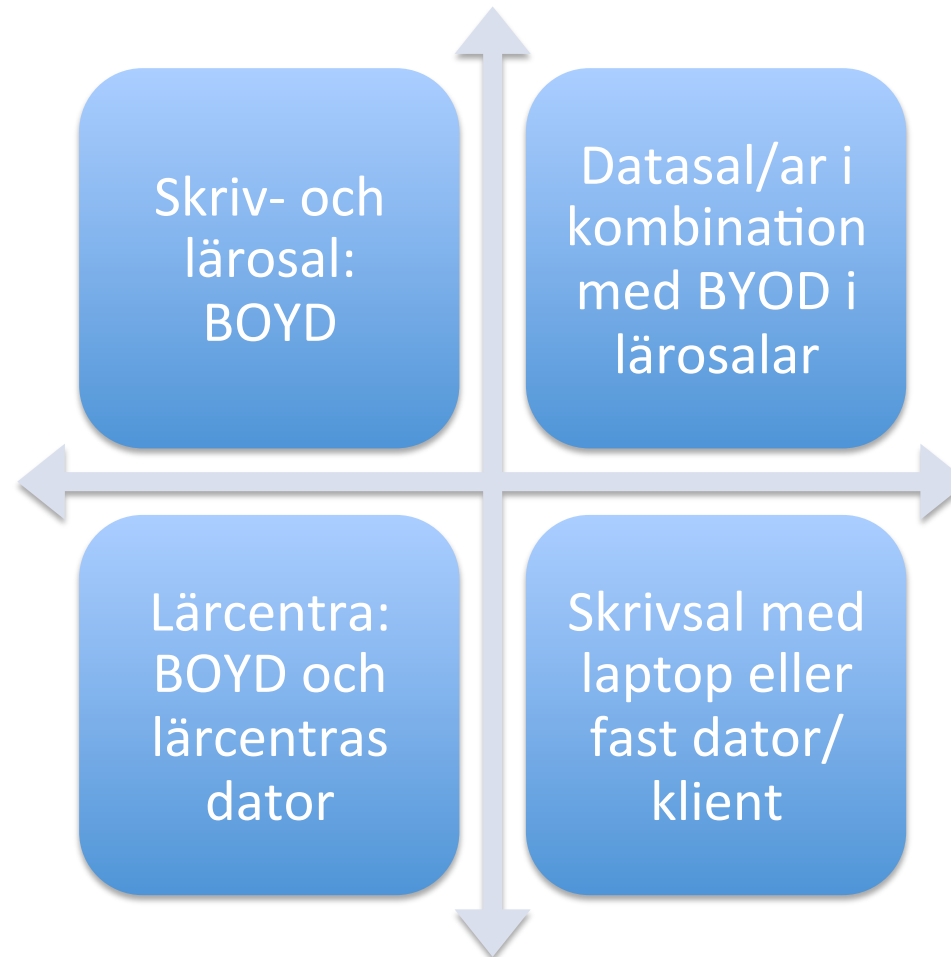 Skriv- och
lärosal:
BOYD
Datasal/ar i
kombination
med BYOD i
lärosalar
Lärcentra:
BOYD och
lärcentras
dator
Skrivsal med
laptop eller
fast dator/
klient